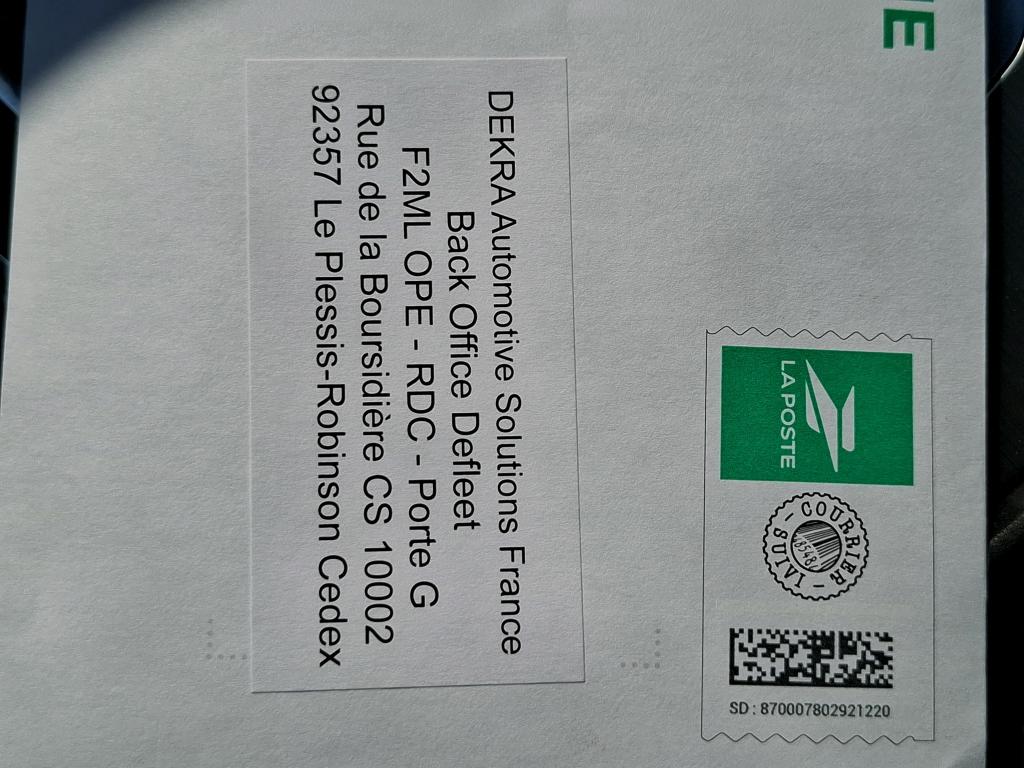 DEKRA Automotive Solutions France
Back Office Defleet
F2ML OPE - RDC - Porte G
Rue de la Boursidière CS 10002
92357 Le Plessis-Robinson Cedex
LA POSTE
COURRIER
SUIVI
SD : 870007802921220